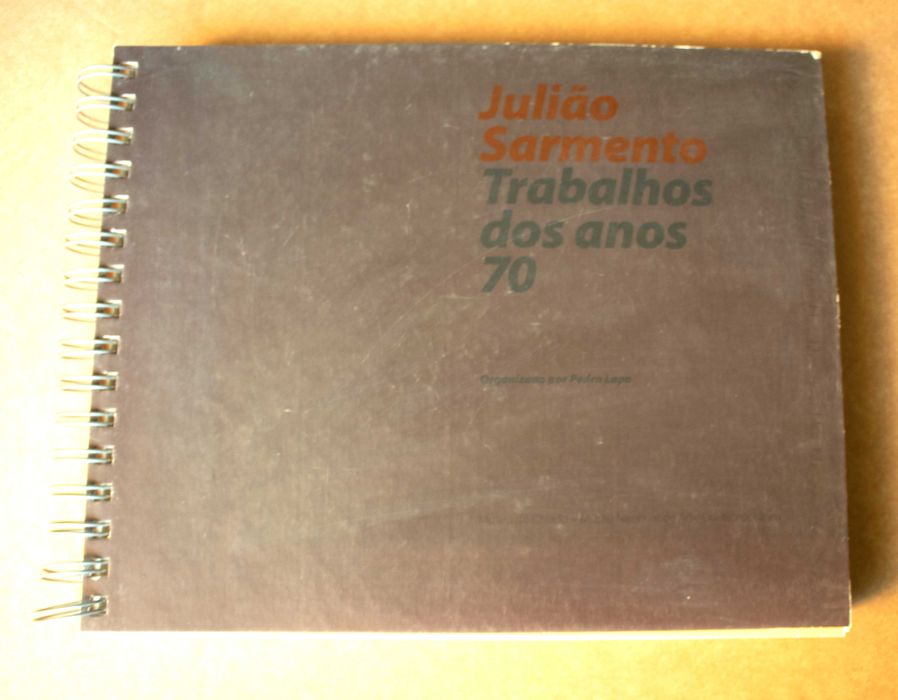 Julião
Sarmento
Trabalhos
dos anos
70
Organizado por Pedro Lapa